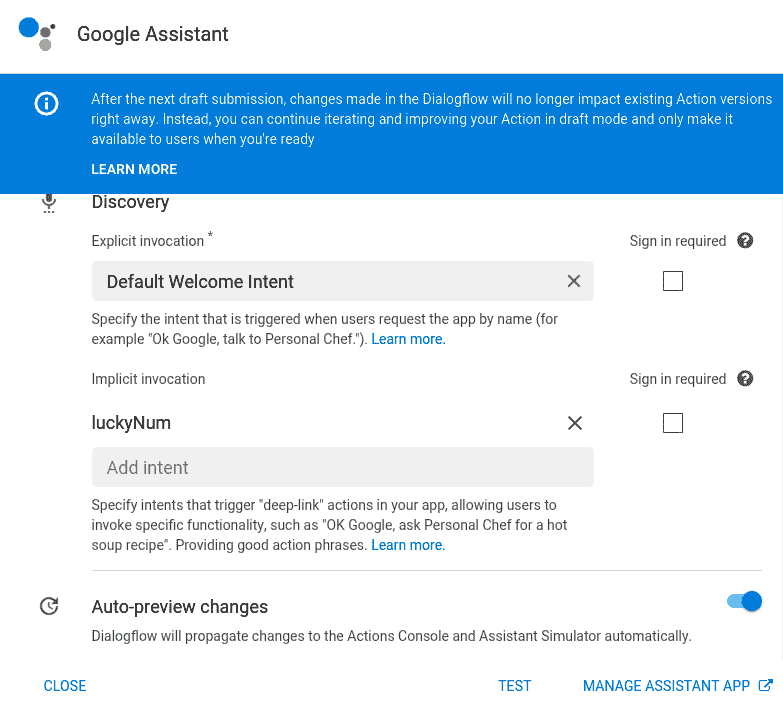 Google Assistant
After the next draft submission, changes made in the Dialogflow will no longer impact existing Action versions
right away. Instead, you can continue iterating and improving your Action in draft mode and only make it
available to users when you're ready
LEARN MORE
Discovery
Explicit invocation *
Sign in required
Default Welcome Intent
Specify the intent that is triggered when users request the app by name (for
example "Ok Google, talk to Personal Chef."). Learn more.
Implicit invocation
Sign in required
luckyNum
Add intent
Specify intents that trigger "deep-link" actions in your app, allowing users to
invoke specific functionality, such as "OK Google, ask Personal Chef for a hot
soup recipe". Providing good action phrases. Learn more.
Auto-preview changes
Dialogflow will propagate changes to the Actions Console and Assistant Simulator automatically.
CLOSE
TEST
MANAGE ASSISTANT APP